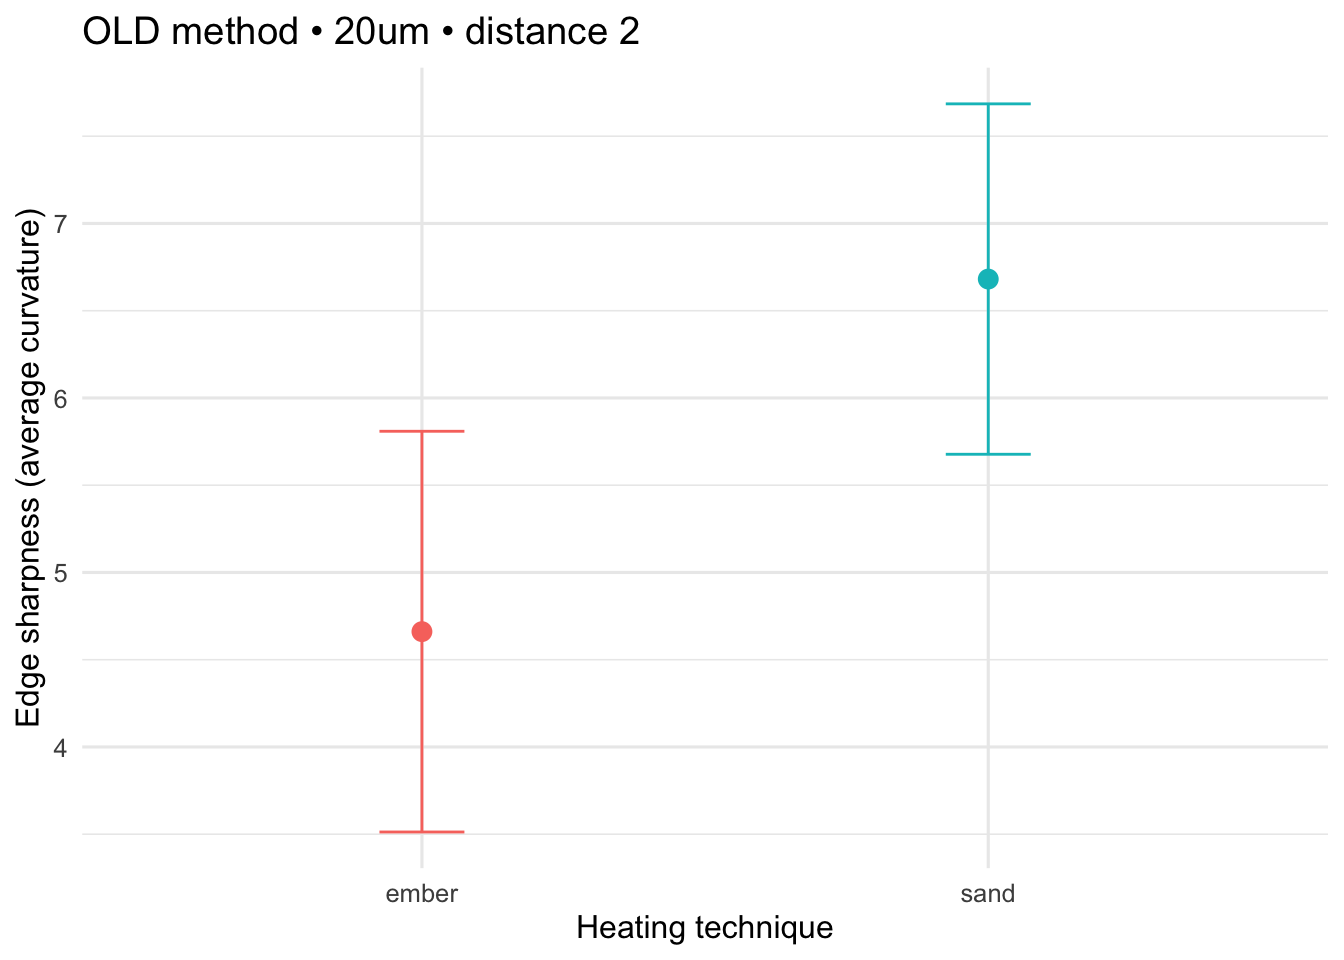 OLD method • 20um • distance 2
Edge sharpness (average curvature)
7
6
5
4
ember
sand
Heating technique